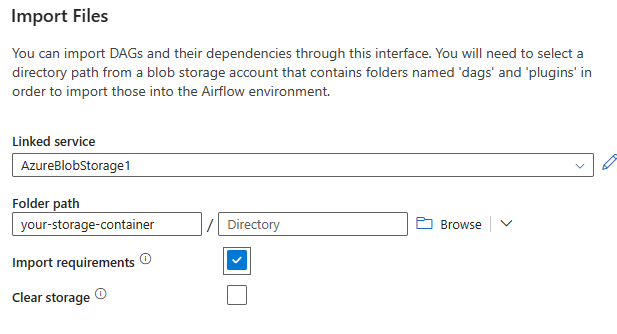 Import Files
You can import DAGs and their dependencies through this interface. You will need to select a
directory path from a blob storage account that contains folders named 'dags' and 'plugins' in
order to import those into the Airflow environment.
Linked service
AzureBlobStorage1
Folder path
your-storage-container / Directory Browse
Import requirements
Clear storage